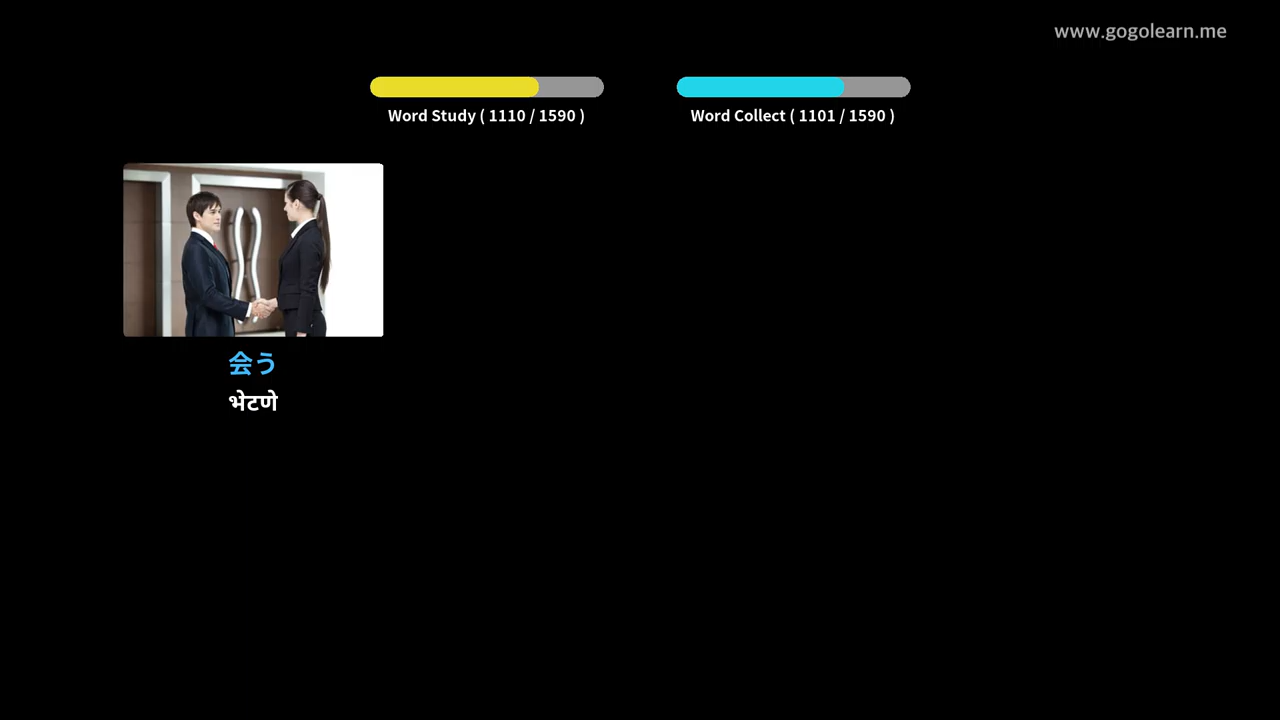 www.gogolearn.me
Word Study ( 1110 / 1590 )
Word Collect ( 1101 / 1590 )
会う
भेटणे